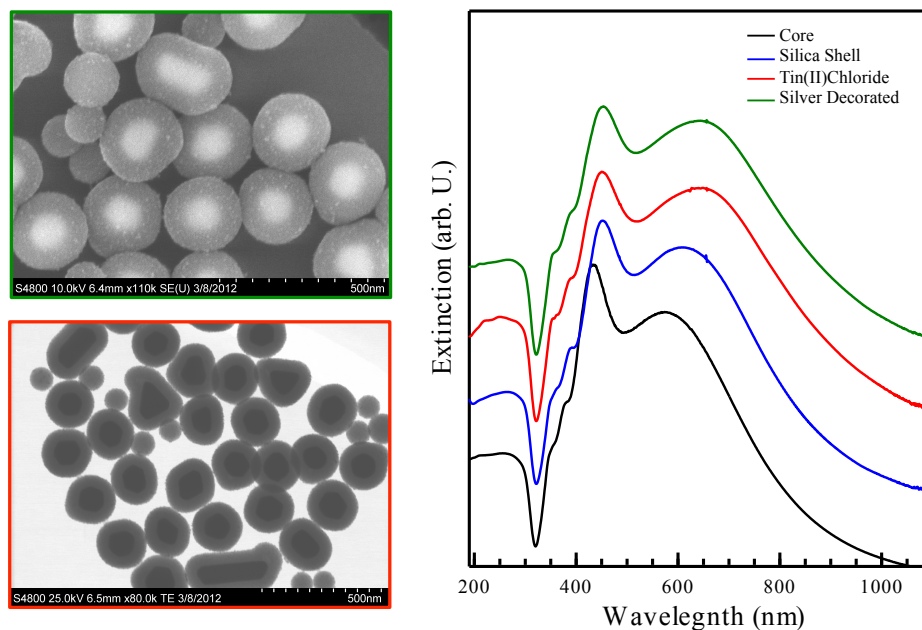 S4800 10.0kV 6.4mm x110k SE(U) 3/8/2012 500nm
S4800 25.0kV 6.5mm x80.0k TE 3/8/2012 500nm
Core
Silica Shell
Tin(II)Chloride
Silver Decorated
Extinction (arb. U.)
200 400 600 800 1000
Wavelegnth (nm)